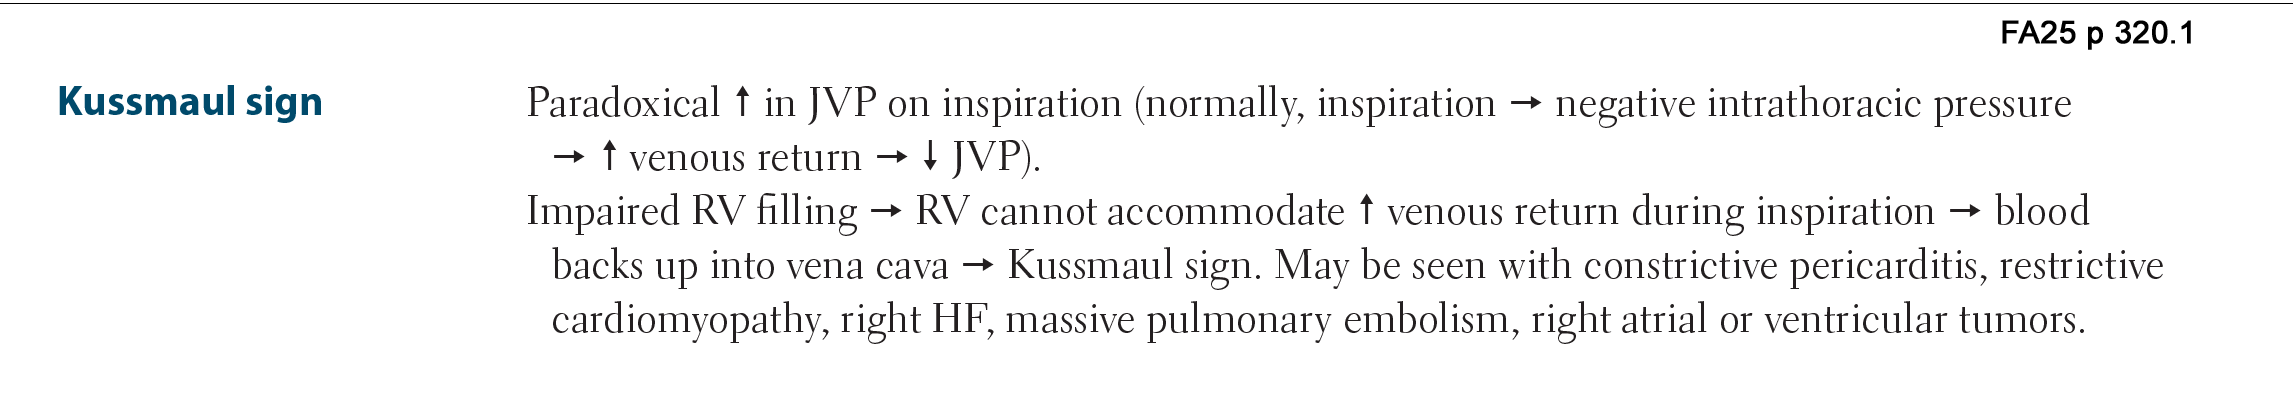 FA25 p 320.1
Kussmaul sign
Paradoxical ↑ in JVP on inspiration (normally, inspiration → negative intrathoracic pressure
→ ↑ venous return → ↓ JVP).
Impaired RV filling → RV cannot accommodate ↑ venous return during inspiration → blood
backs up into vena cava → Kussmaul sign. May be seen with constrictive pericarditis, restrictive
cardiomyopathy, right HF, massive pulmonary embolism, right atrial or ventricular tumors.